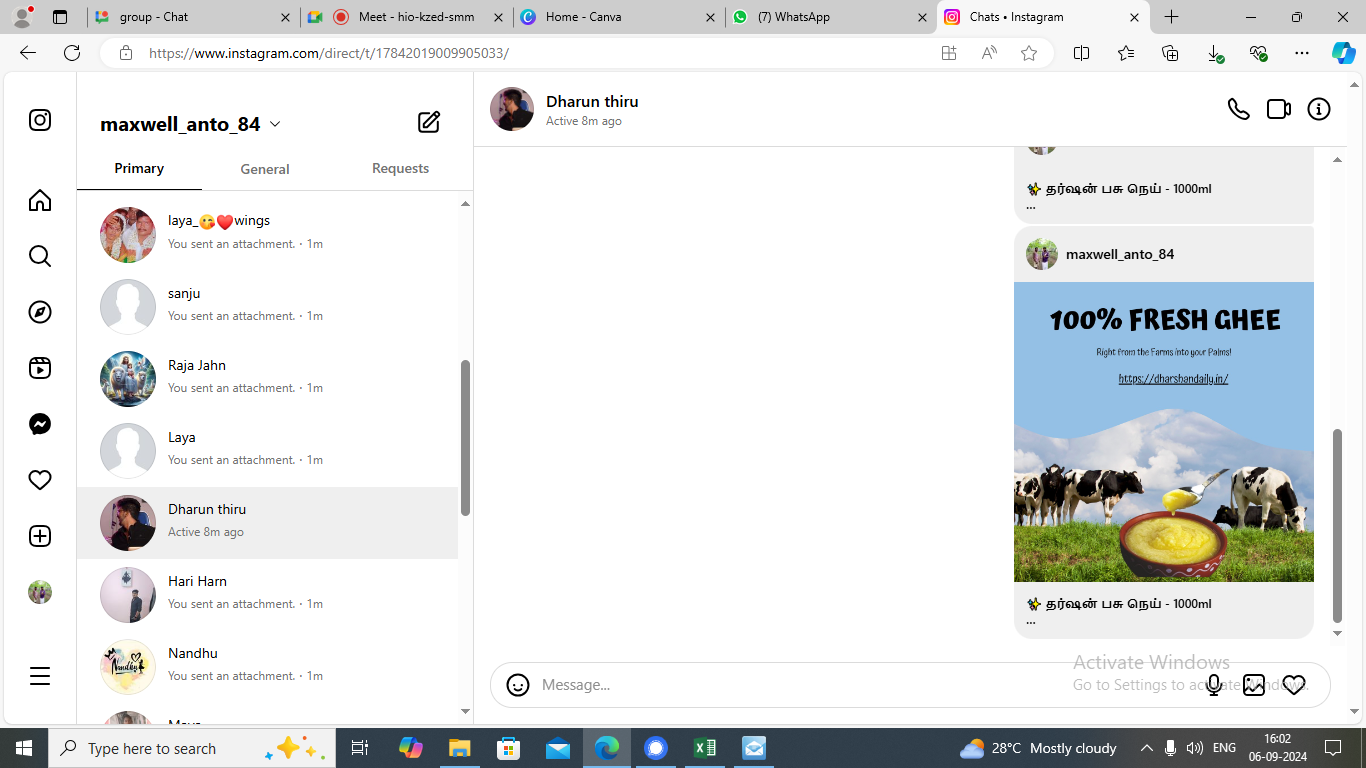 group - Chat
Meet - hio-kzed-smm
Home - Canva
(7) WhatsApp
Chats • Instagram
https://www.instagram.com/direct/t/17842019009905033/
maxwell_anto_84
Primary
General
Requests
laya_😘❤️wings
You sent an attachment. · 1m
sanju
You sent an attachment. · 1m
Raja Jahn
You sent an attachment. · 1m
Laya
You sent an attachment. · 1m
Dharun thiru
Active 8m ago
Hari Harn
You sent an attachment. · 1m
Nandhu
You sent an attachment. · 1m
Dharun thiru
Active 8m ago
✨ தர்ஷன் பசு நெய் - 1000ml
...
maxwell_anto_84
100% FRESH GHEE
Right from the Farms into your Palms!
https://dharshandaily.in/
✨ தர்ஷன் பசு நெய் - 1000ml
...
Message...
Activate Windows
Go to Settings to activate Windows.
Type here to search
28°C Mostly cloudy
ENG
16:02
06-09-2024